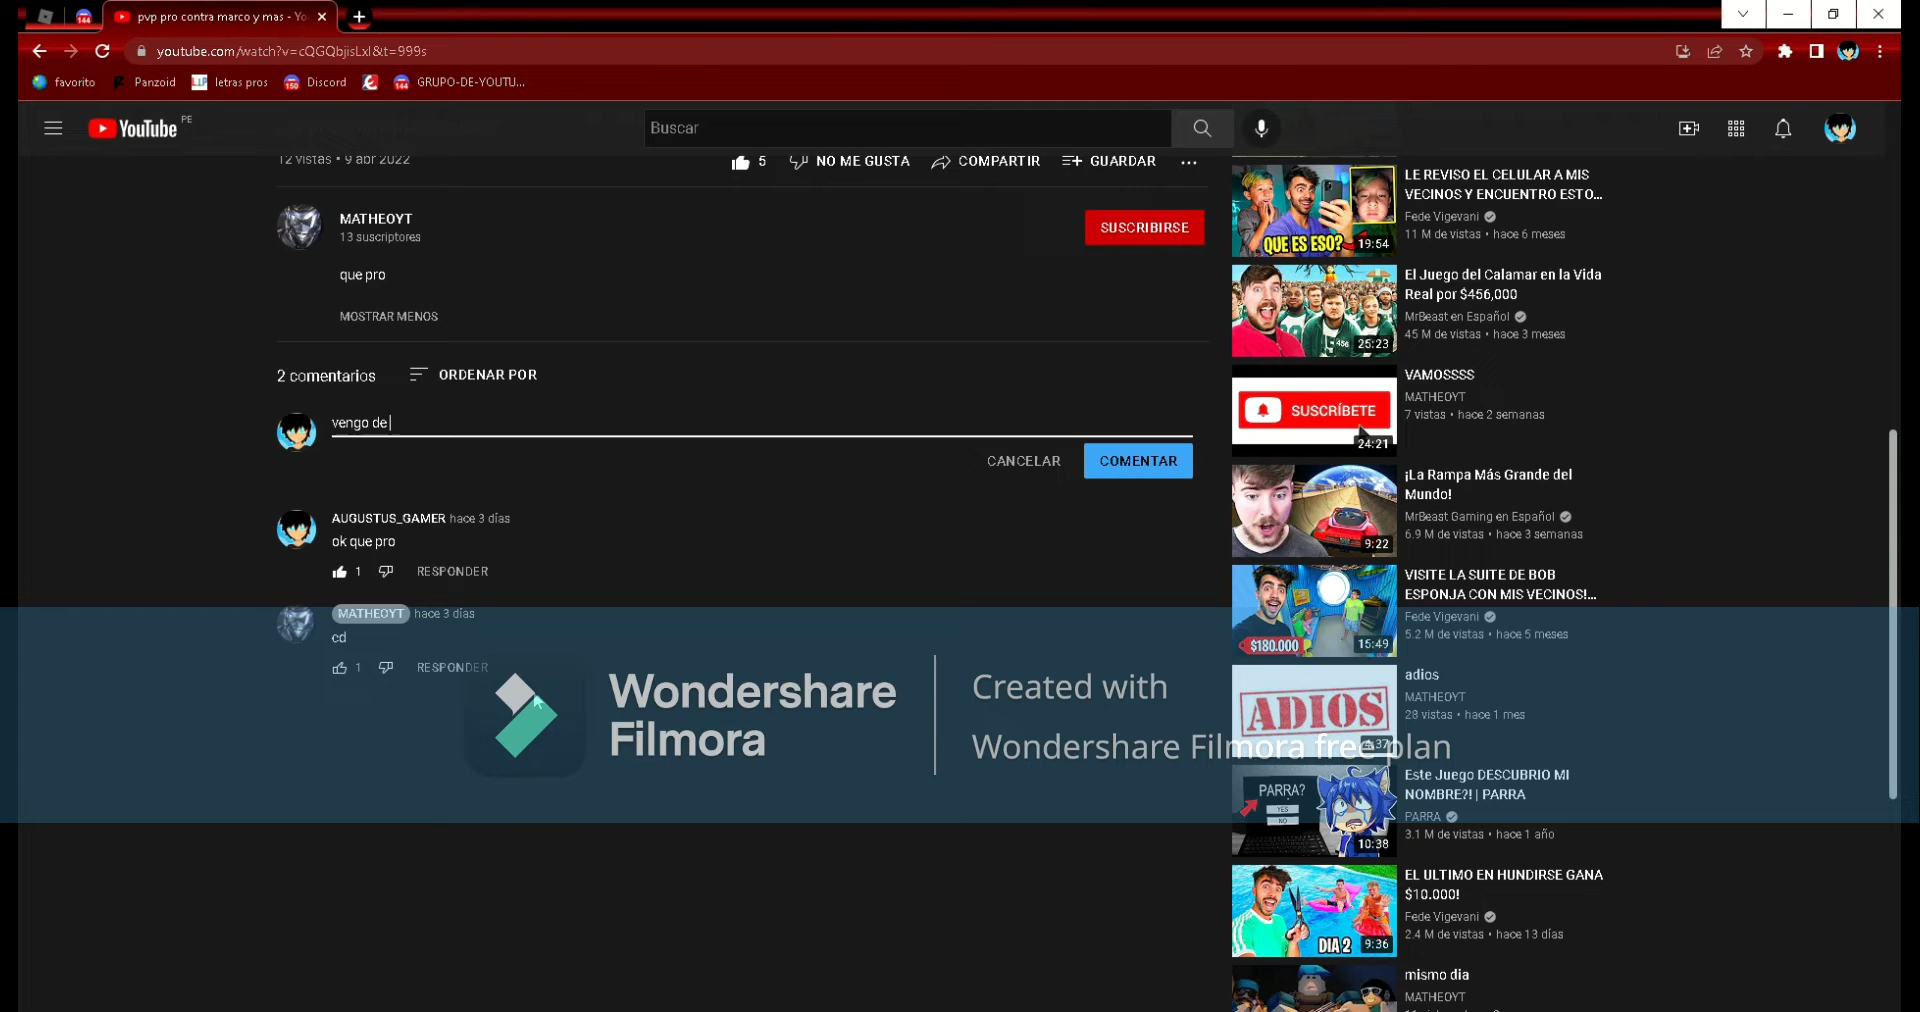 pvp pro contra marco y mas - Yo
youtube.com/watch?v=cQGQbjisLxI&t=999s
favorito
Panzoid
letras pros
Discord
GRUPO-DE-YOUTU...
YouTube PE
Buscar
12 vistas • 9 abr 2022
5
NO ME GUSTA
COMPARTIR
GUARDAR
MATHEOYT
13 suscriptores
SUSCRIBIRSE
que pro
MOSTRAR MENOS
2 comentarios
ORDENAR POR
vengo de
CANCELAR
COMENTAR
AUGUSTUS_GAMER hace 3 días
ok que pro
1
RESPONDER
MATHEOYT hace 3 días
cd
1
RESPONDER
Wondershare
Filmora
Created with
Wondershare Filmora free plan
QUE ES ESO?
19:54
LE REVISO EL CELULAR A MIS
VECINOS Y ENCUENTRO ESTO...
Fede Vigevani
11 M de vistas • hace 6 meses
456
25:23
El Juego del Calamar en la Vida
Real por $456,000
MrBeast en Español
45 M de vistas • hace 3 meses
SUSCRÍBETE
24:21
VAMOSSSS
MATHEOYT
7 vistas • hace 2 semanas
9:22
¡La Rampa Más Grande del
Mundo!
MrBeast Gaming en Español
6.9 M de vistas • hace 3 semanas
$180.000
15:49
VISITE LA SUITE DE BOB
ESPONJA CON MIS VECINOS!...
Fede Vigevani
5.2 M de vistas • hace 5 meses
ADIOS
adios
MATHEOYT
28 vistas • hace 1 mes
PARRA?
YES
NO
10:38
Este Juego DESCUBRIO MI
NOMBRE?! | PARRA
PARRA
3.1 M de vistas • hace 1 año
DIA 2
9:36
EL ULTIMO EN HUNDIRSE GANA
$10.000!
Fede Vigevani
2.4 M de vistas • hace 13 días
mismo dia
MATHEOYT